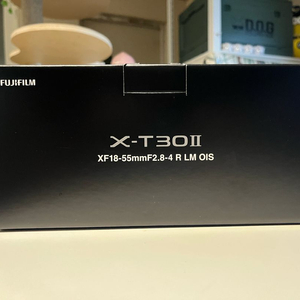 D.O.G
FUJIFILM
X-T30II
XF18-55mmF2.8-4 R LM OIS